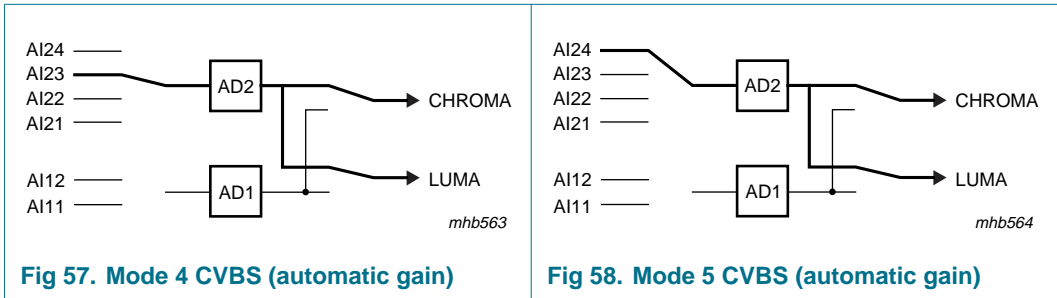 AI24
AI23
AI22
AI21
AI12
AI11
AD2
AD1
CHROMA
LUMA
mhb563
Fig 57. Mode 4 CVBS (automatic gain)
AI24
AI23
AI22
AI21
AI12
AI11
AD2
AD1
CHROMA
LUMA
mhb564
Fig 58. Mode 5 CVBS (automatic gain)